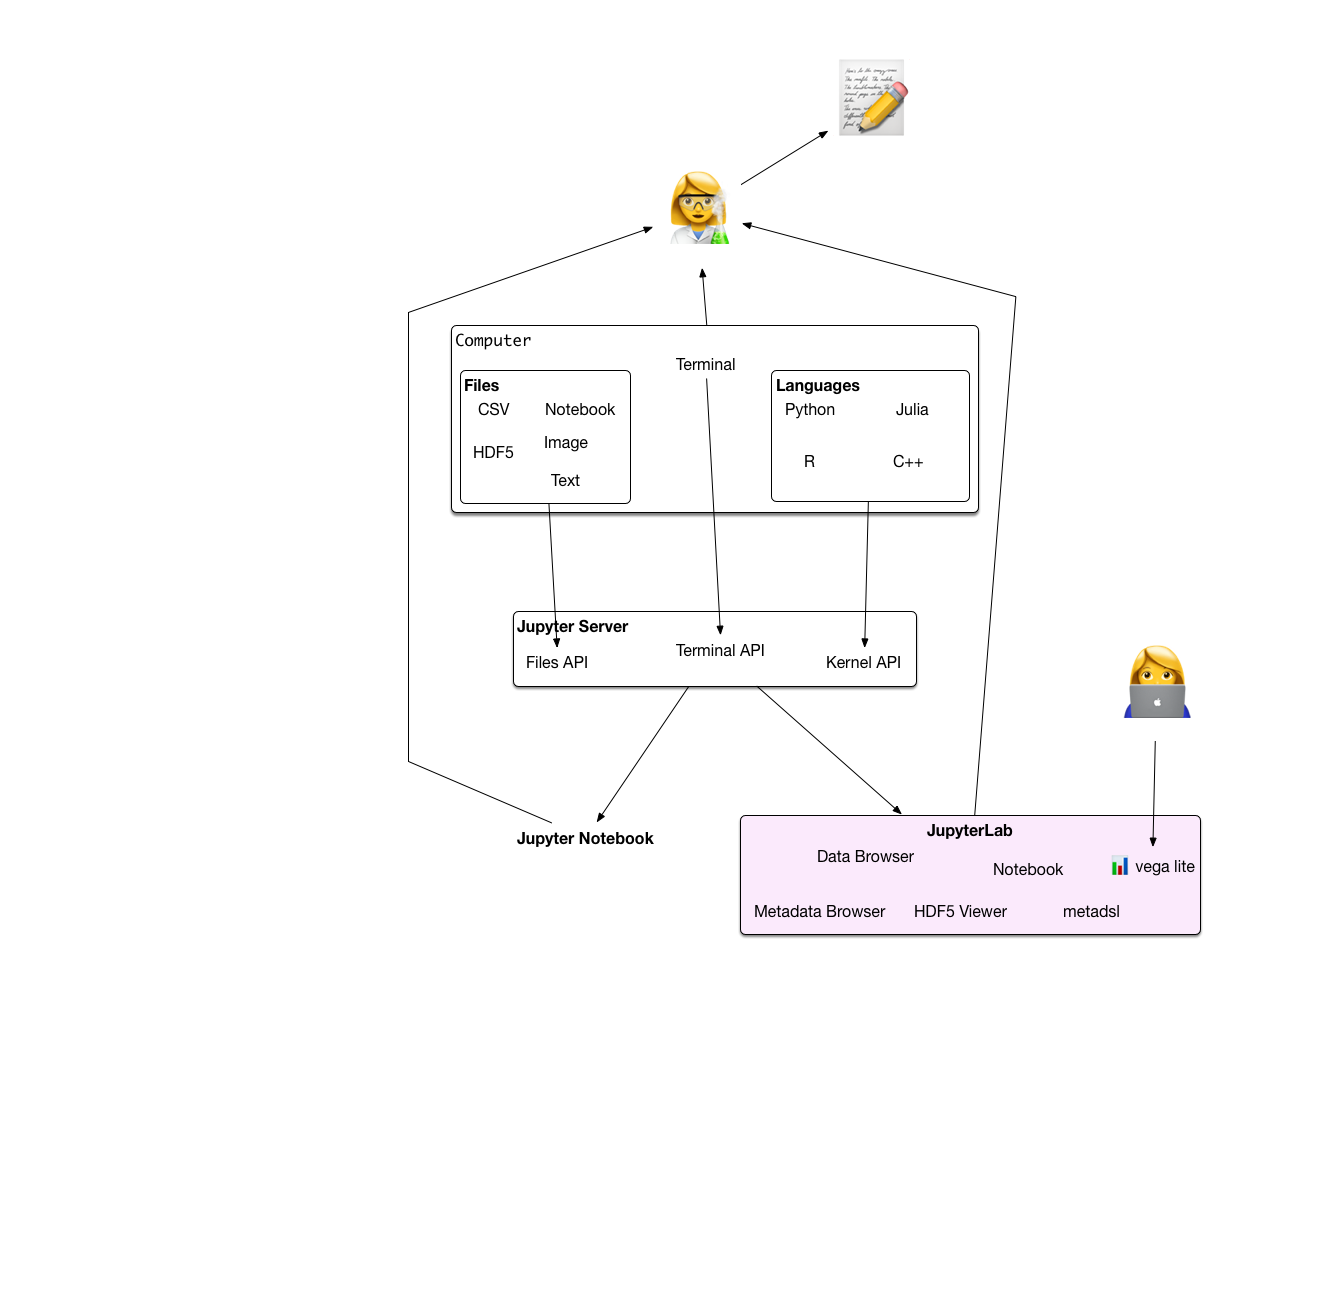 Computer
Terminal
Files
CSV
Notebook
Image
HDF5
Text
Languages
Python
Julia
R
C++
Jupyter Server
Files API
Terminal API
Kernel API
Jupyter Notebook
JupyterLab
Data Browser
Notebook
vega lite
Metadata Browser
HDF5 Viewer
metadsl